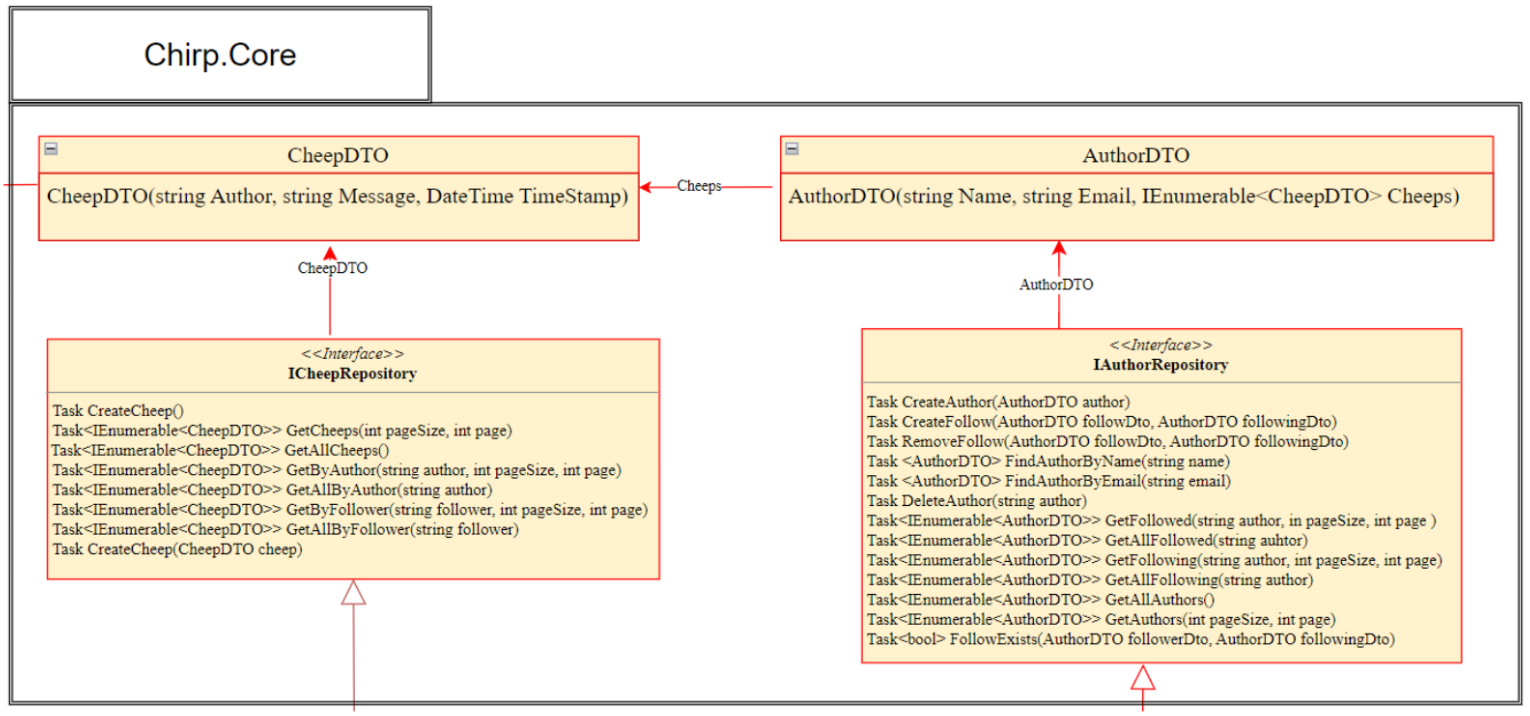 Chirp.Core
CheepDTO
CheepDTO(string Author, string Message, DateTime TimeStamp)
Cheeps
AuthorDTO
AuthorDTO(string Name, string Email, IEnumerable<CheepDTO> Cheeps)
CheepDTO
AuthorDTO
<<Interface>>
ICheepRepository
Task CreateCheep()
Task<IEnumerable<CheepDTO>> GetCheeps(int pageSize, int page)
Task<IEnumerable<CheepDTO>> GetAllCheeps()
Task<IEnumerable<CheepDTO>> GetByAuthor(string author, int pageSize, int page)
Task<IEnumerable<CheepDTO>> GetAllByAuthor(string author)
Task<IEnumerable<CheepDTO>> GetByFollower(string follower, int pageSize, int page)
Task<IEnumerable<CheepDTO>> GetAllByFollower(string follower)
Task CreateCheep(CheepDTO cheep)
<<Interface>>
IAuthorRepository
Task CreateAuthor(AuthorDTO author)
Task CreateFollow(AuthorDTO followDto, AuthorDTO followingDto)
Task RemoveFollow(AuthorDTO followDto, AuthorDTO followingDto)
Task <AuthorDTO> FindAuthorByName(string name)
Task <AuthorDTO> FindAuthorByEmail(string email)
Task DeleteAuthor(string author)
Task<IEnumerable<AuthorDTO>> GetFollowed(string author, in pageSize, int page )
Task<IEnumerable<AuthorDTO>> GetAllFollowed(string auhtor)
Task<IEnumerable<AuthorDTO>> GetFollowing(string author, int pageSize, int page)
Task<IEnumerable<AuthorDTO>> GetAllFollowing(string author)
Task<IEnumerable<AuthorDTO>> GetAllAuthors()
Task<IEnumerable<AuthorDTO>> GetAuthors(int pageSize, int page)
Task<bool> FollowExists(AuthorDTO followerDto, AuthorDTO followingDto)